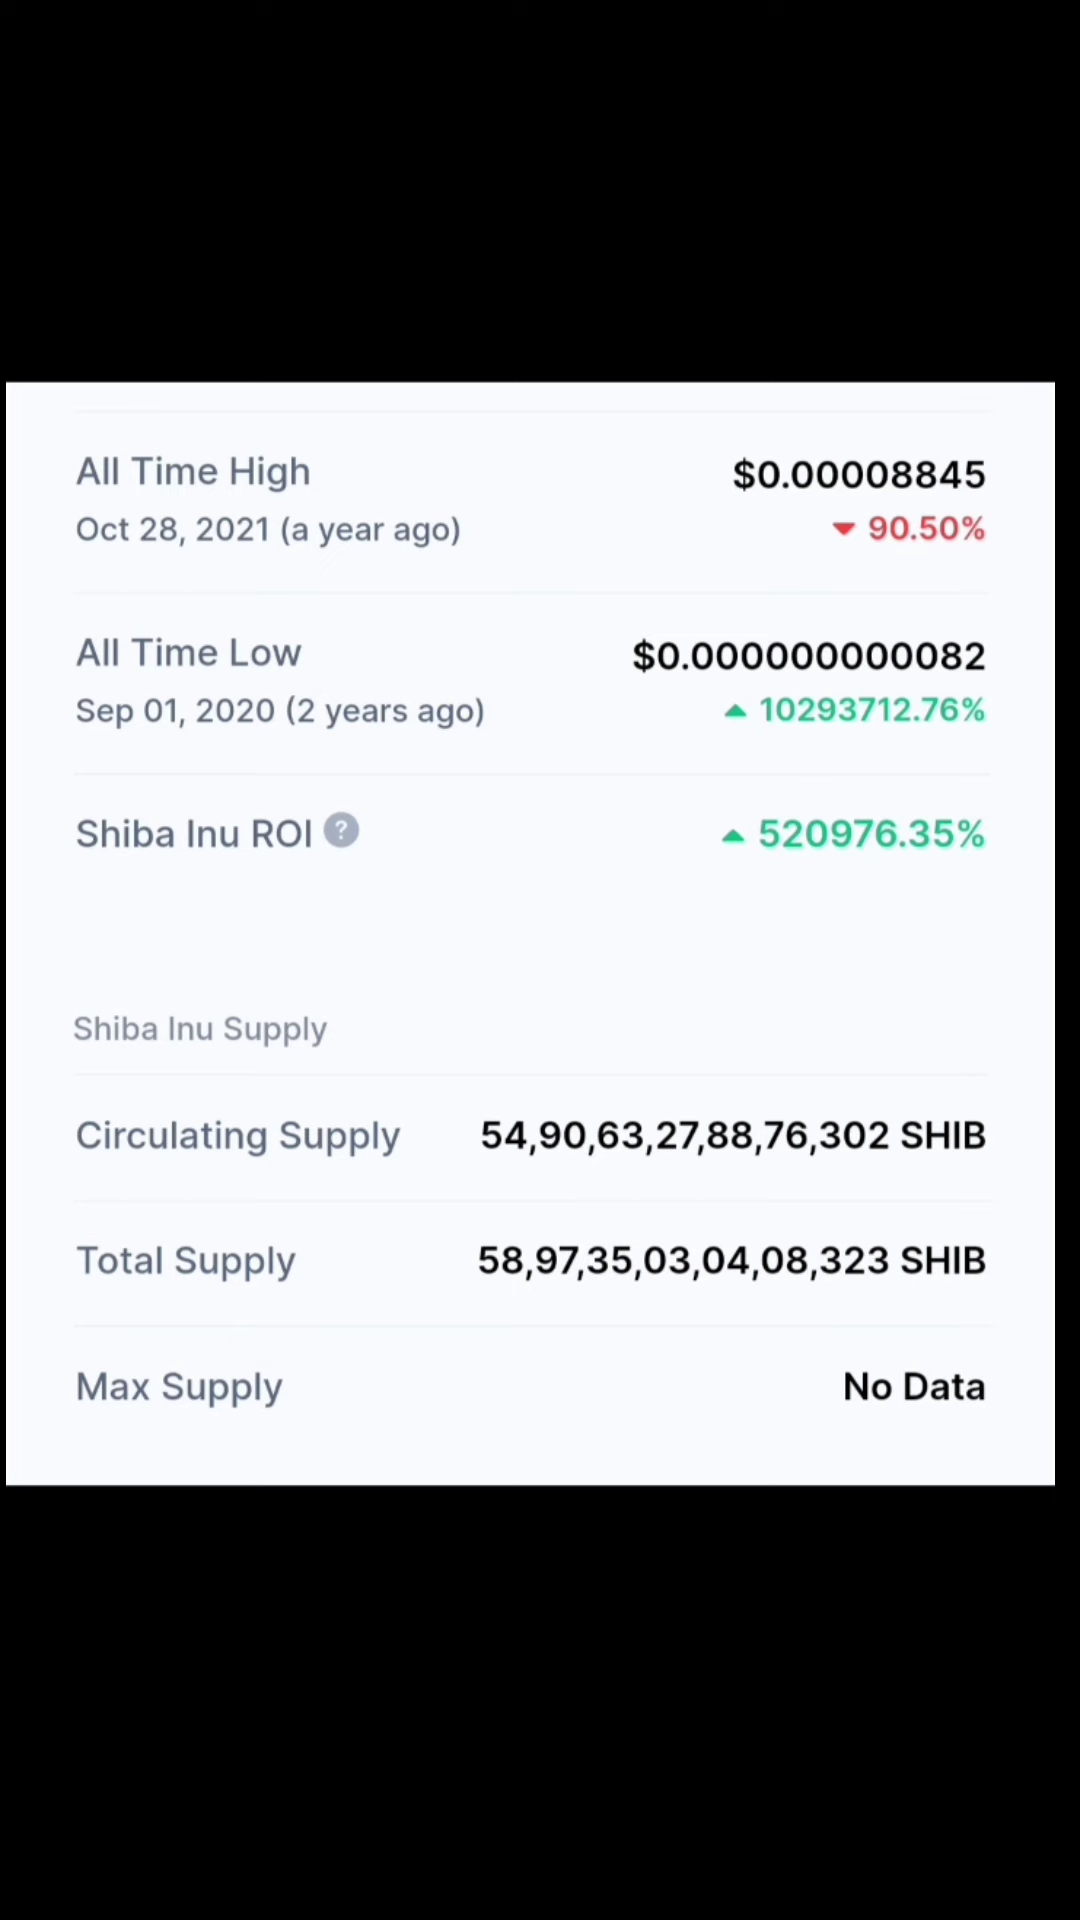 All Time High $0.00008845
Oct 28, 2021 (a year ago) 90.50%
All Time Low $0.000000000082
Sep 01, 2020 (2 years ago) 10293712.76%
Shiba Inu ROI ? 520976.35%
Shiba Inu Supply
Circulating Supply 54,90,63,27,88,76,302 SHIB
Total Supply 58,97,35,03,04,08,323 SHIB
Max Supply No Data